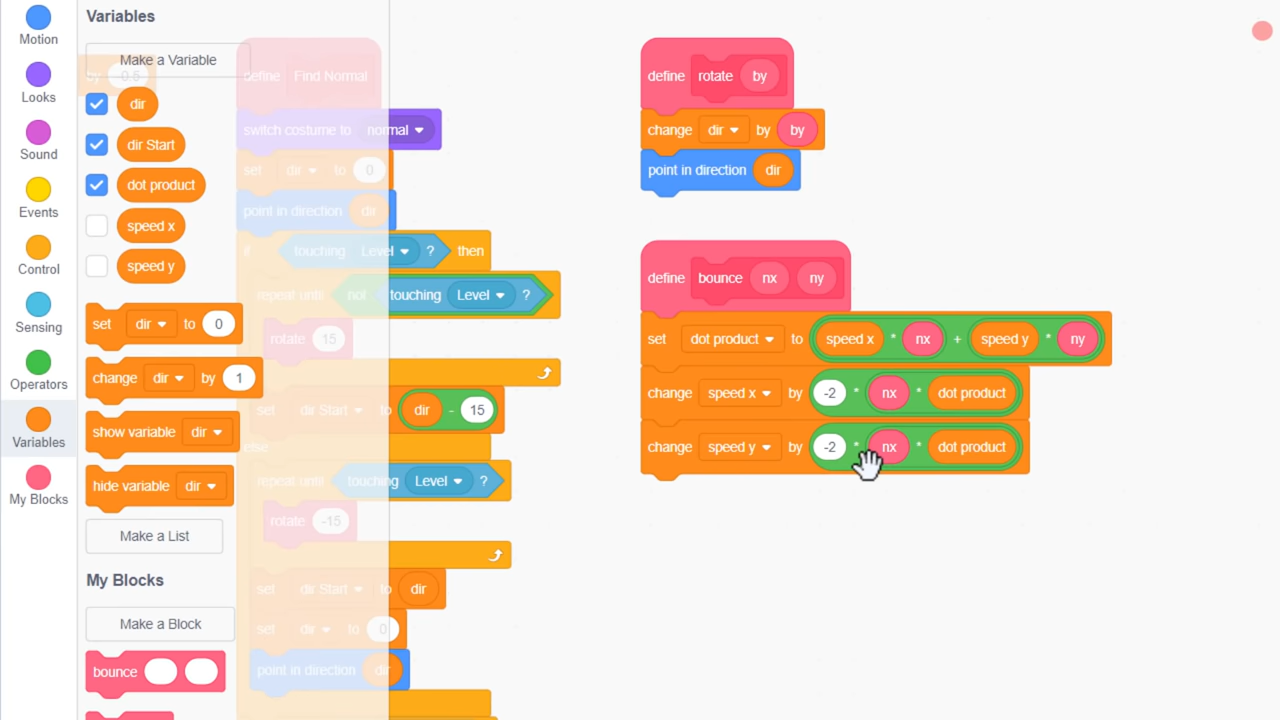 Motion
Looks
Sound
Events
Control
Sensing
Operators
Variables
My Blocks
Variables
Make a Variable
by -0.5
dir
dir Start
dot product
speed x
speed y
set dir to 0
change dir by 1
show variable dir
hide variable dir
Make a List
My Blocks
Make a Block
bounce
define Find Normal
switch costume to normal
set dir to 0
point in direction dir
if touching Level ? then
repeat until not touching Level ?
rotate 15
set dir Start to dir - 15
else
repeat until touching Level ?
rotate -15
set dir Start to dir
set dir to 0
point in direction dir
define rotate by
change dir by by
point in direction dir
define bounce nx ny
set dot product to speed x * nx + speed y * ny
change speed x by -2 * nx * dot product
change speed y by -2 * nx * dot product